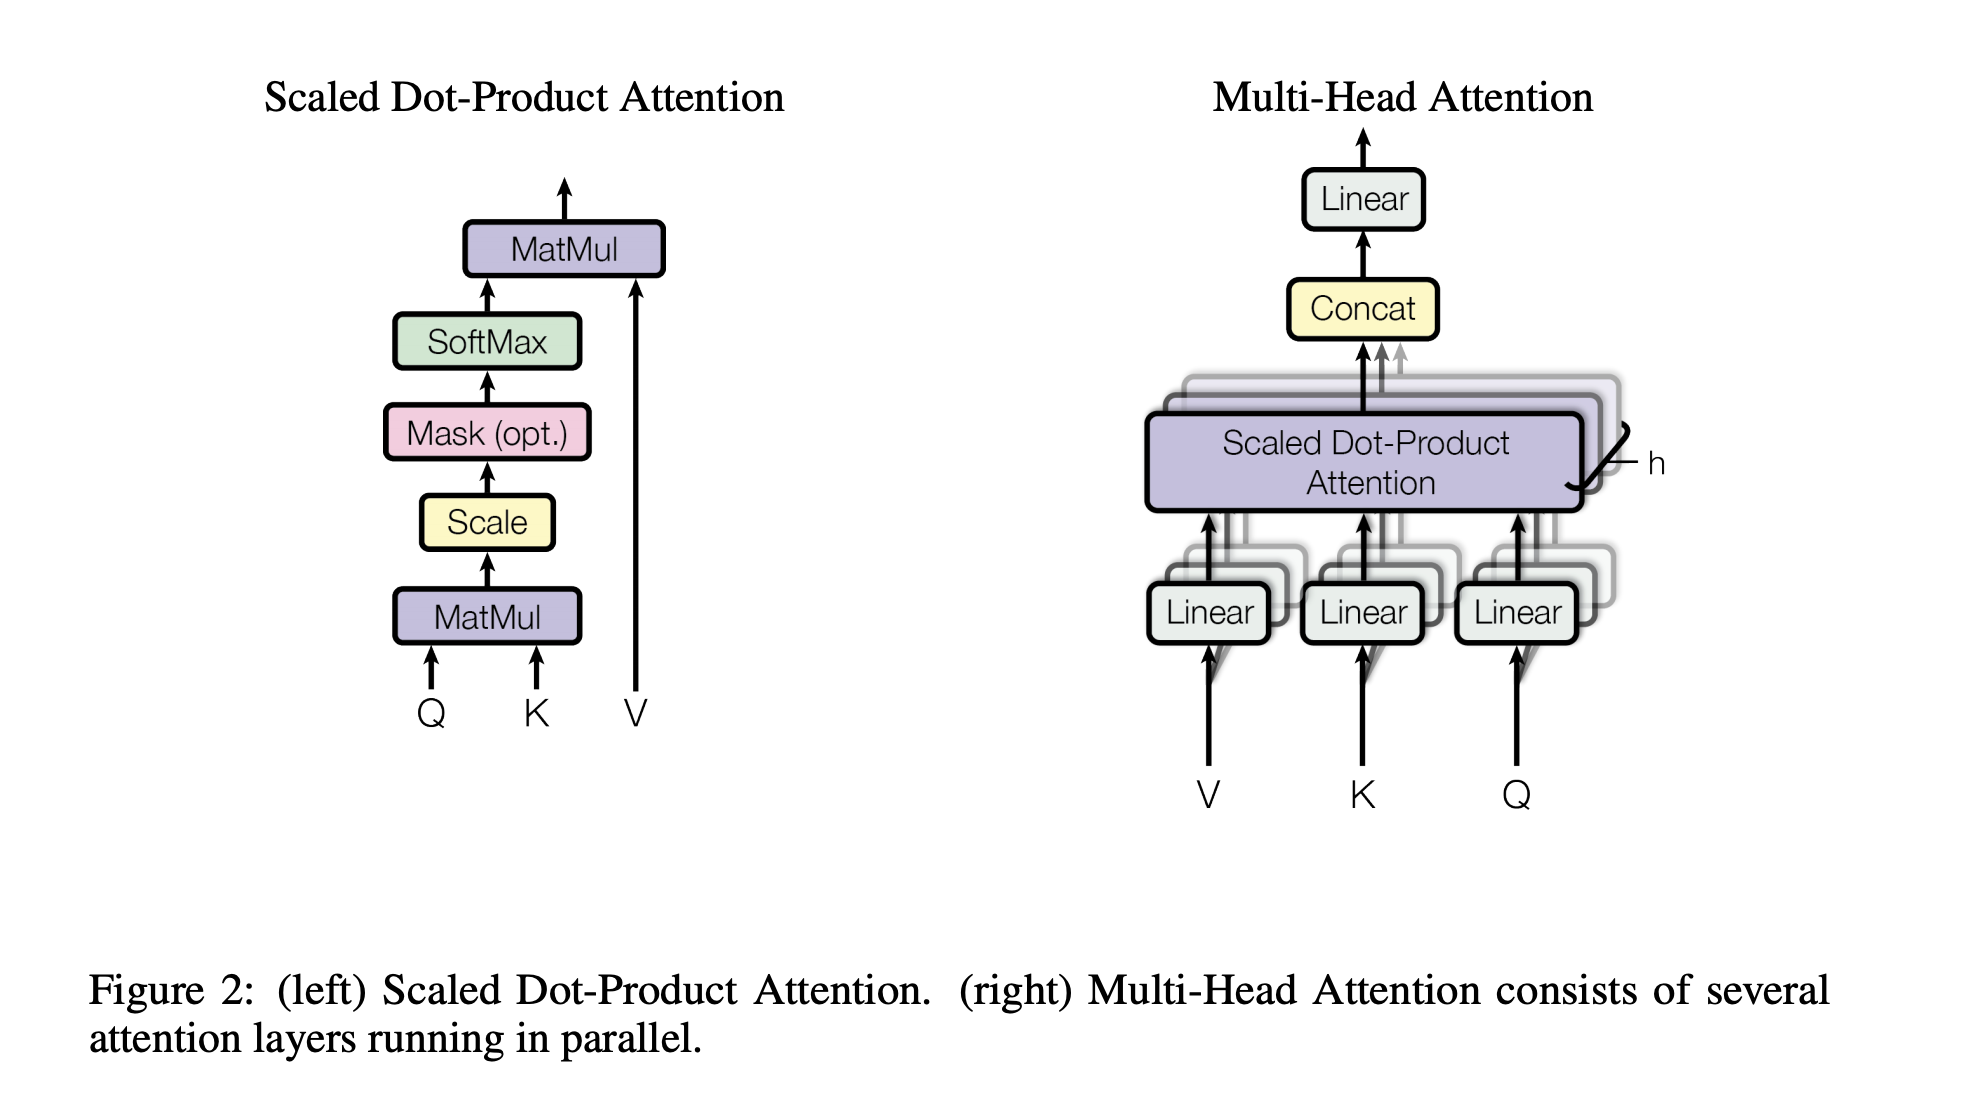 Scaled Dot-Product Attention
MatMul
SoftMax
Mask (opt.)
Scale
MatMul
Q K V
Multi-Head Attention
Linear
Concat
Scaled Dot-Product
Attention
h
Linear Linear Linear
V K Q
Figure 2: (left) Scaled Dot-Product Attention. (right) Multi-Head Attention consists of several
attention layers running in parallel.